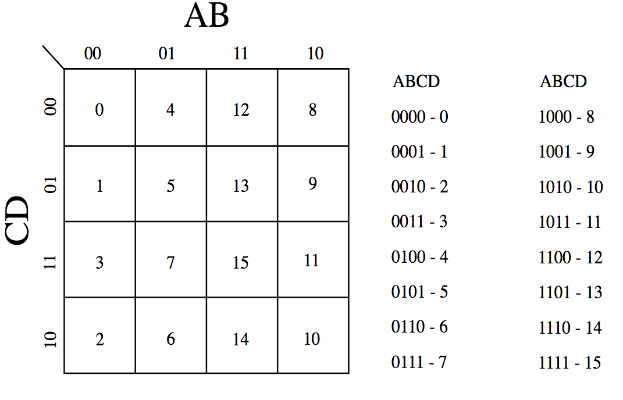 AB
00 01 11 10
CD
00 0 4 12 8
01 1 5 13 9
11 3 7 15 11
10 2 6 14 10
ABCD
0000 - 0
0001 - 1
0010 - 2
0011 - 3
0100 - 4
0101 - 5
0110 - 6
0111 - 7
ABCD
1000 - 8
1001 - 9
1010 - 10
1011 - 11
1100 - 12
1101 - 13
1110 - 14
1111 - 15